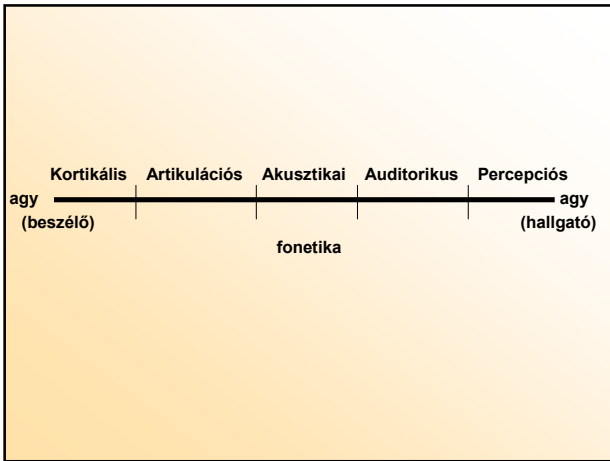 Kortikális Artikulációs Akusztikai Auditorikus Percepciós
agy agy
(beszélő) (hallgató)
fonetika